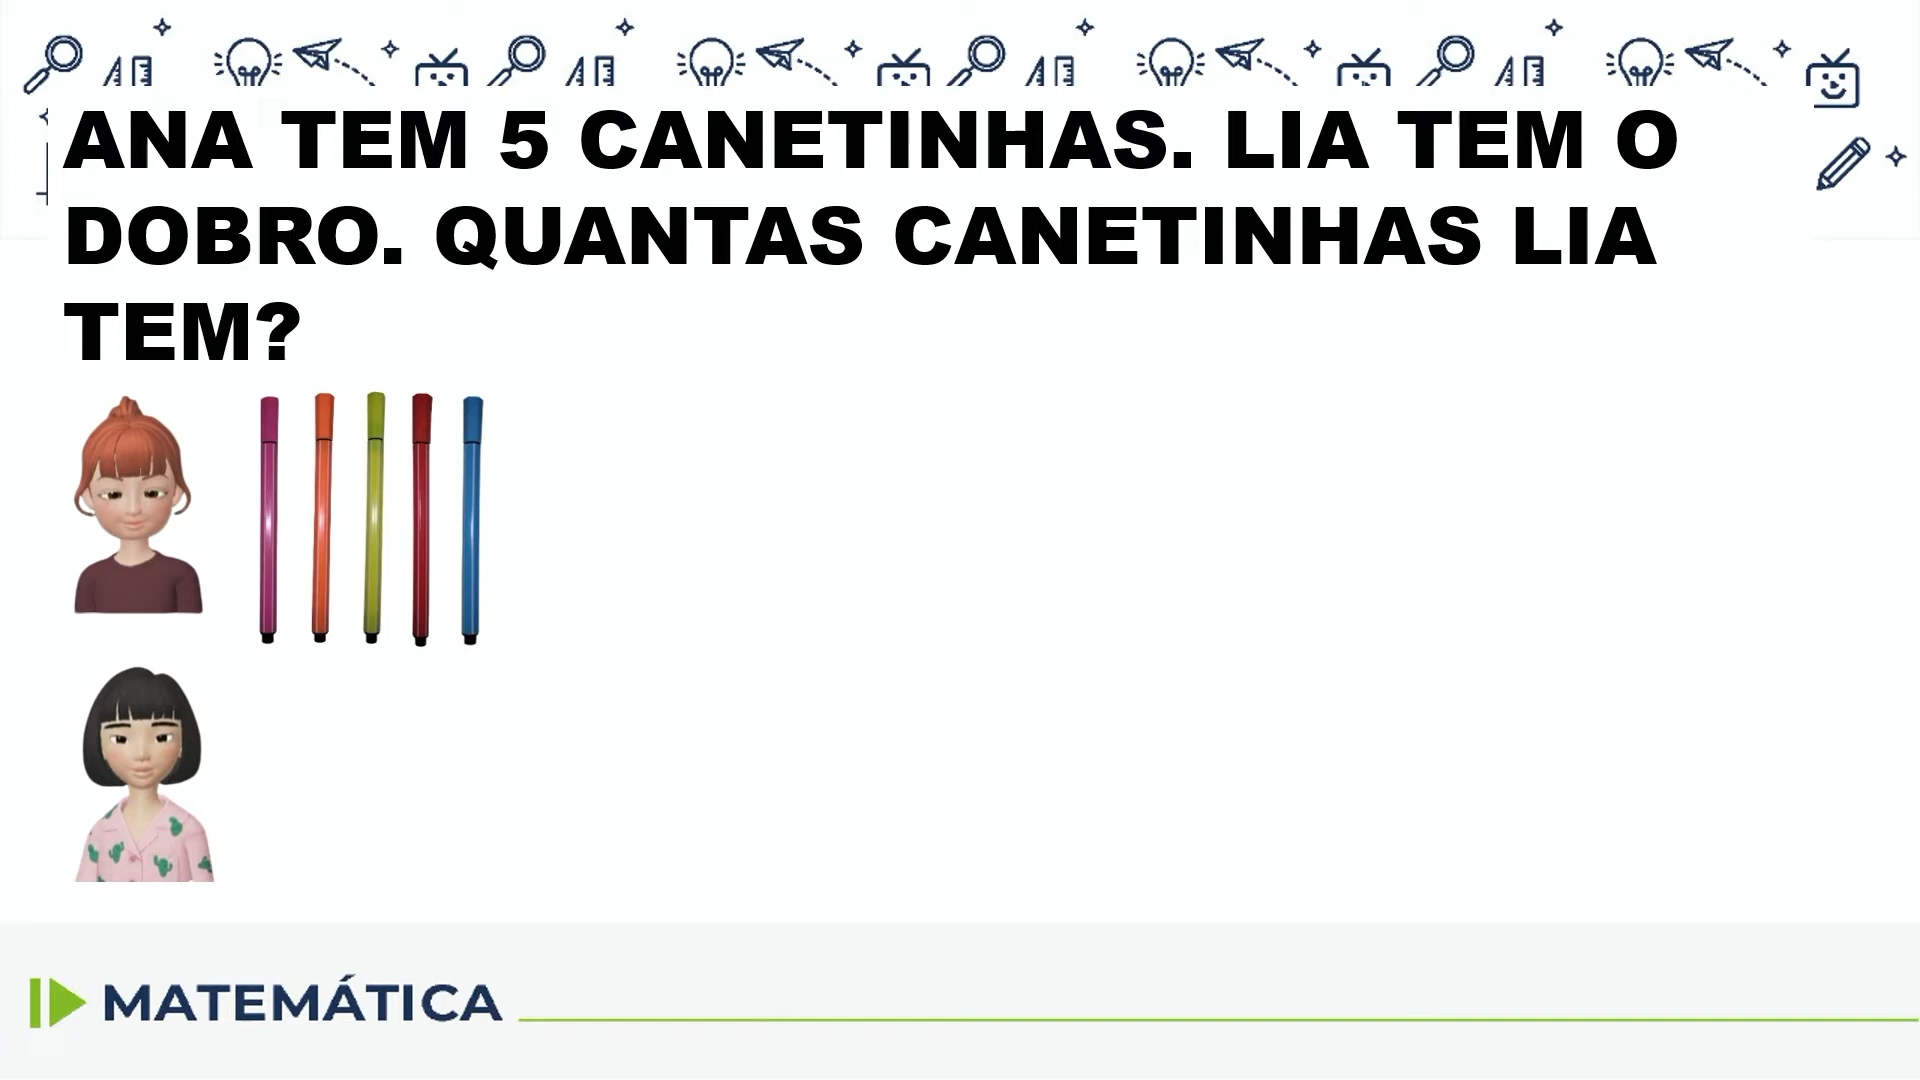 ANA TEM 5 CANETINHAS. LIA TEM O
DOBRO. QUANTAS CANETINHAS LIA
TEM?
MATEMÁTICA